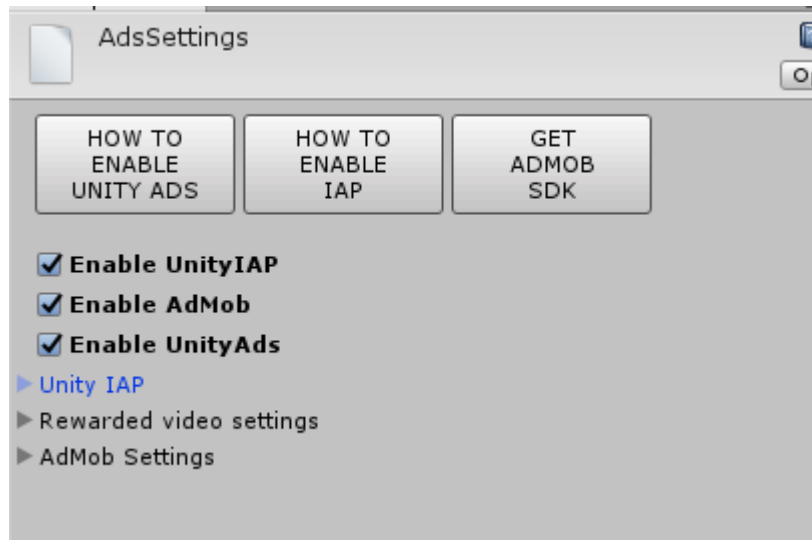 AdsSettings
HOW TO
ENABLE
UNITY ADS
HOW TO
ENABLE
IAP
GET
ADMOB
SDK
Enable UnityIAP
Enable AdMob
Enable UnityAds
Unity IAP
Rewarded video settings
AdMob Settings